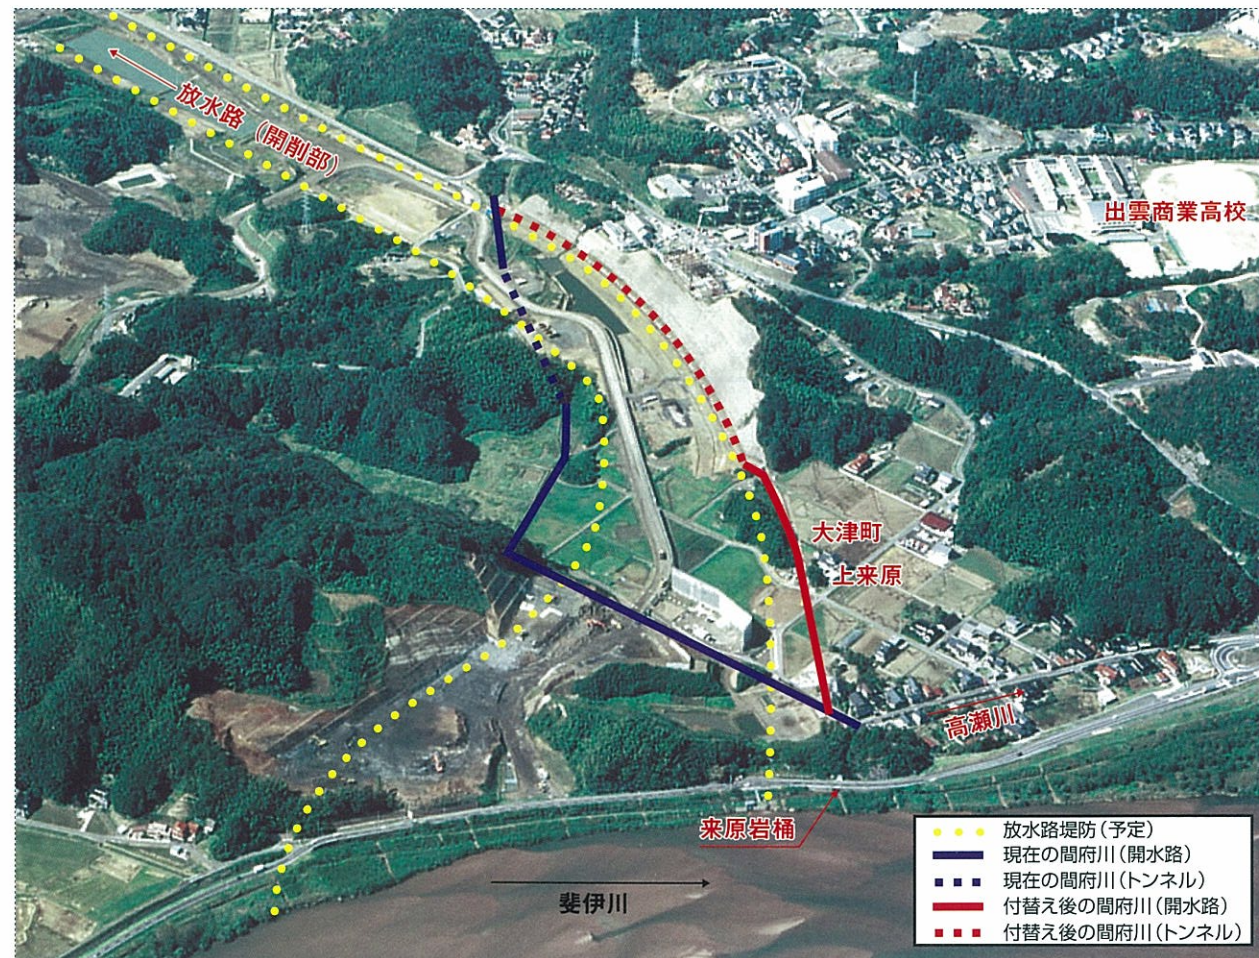 放水路(開削部)
出雲商業高校
大津町
上来原
高瀬川
来原岩樋
斐伊川
放水路堤防(予定)
現在の間府川(開水路)
現在の間府川(トンネル)
付替え後の間府川(開水路)
付替え後の間府川(トンネル)